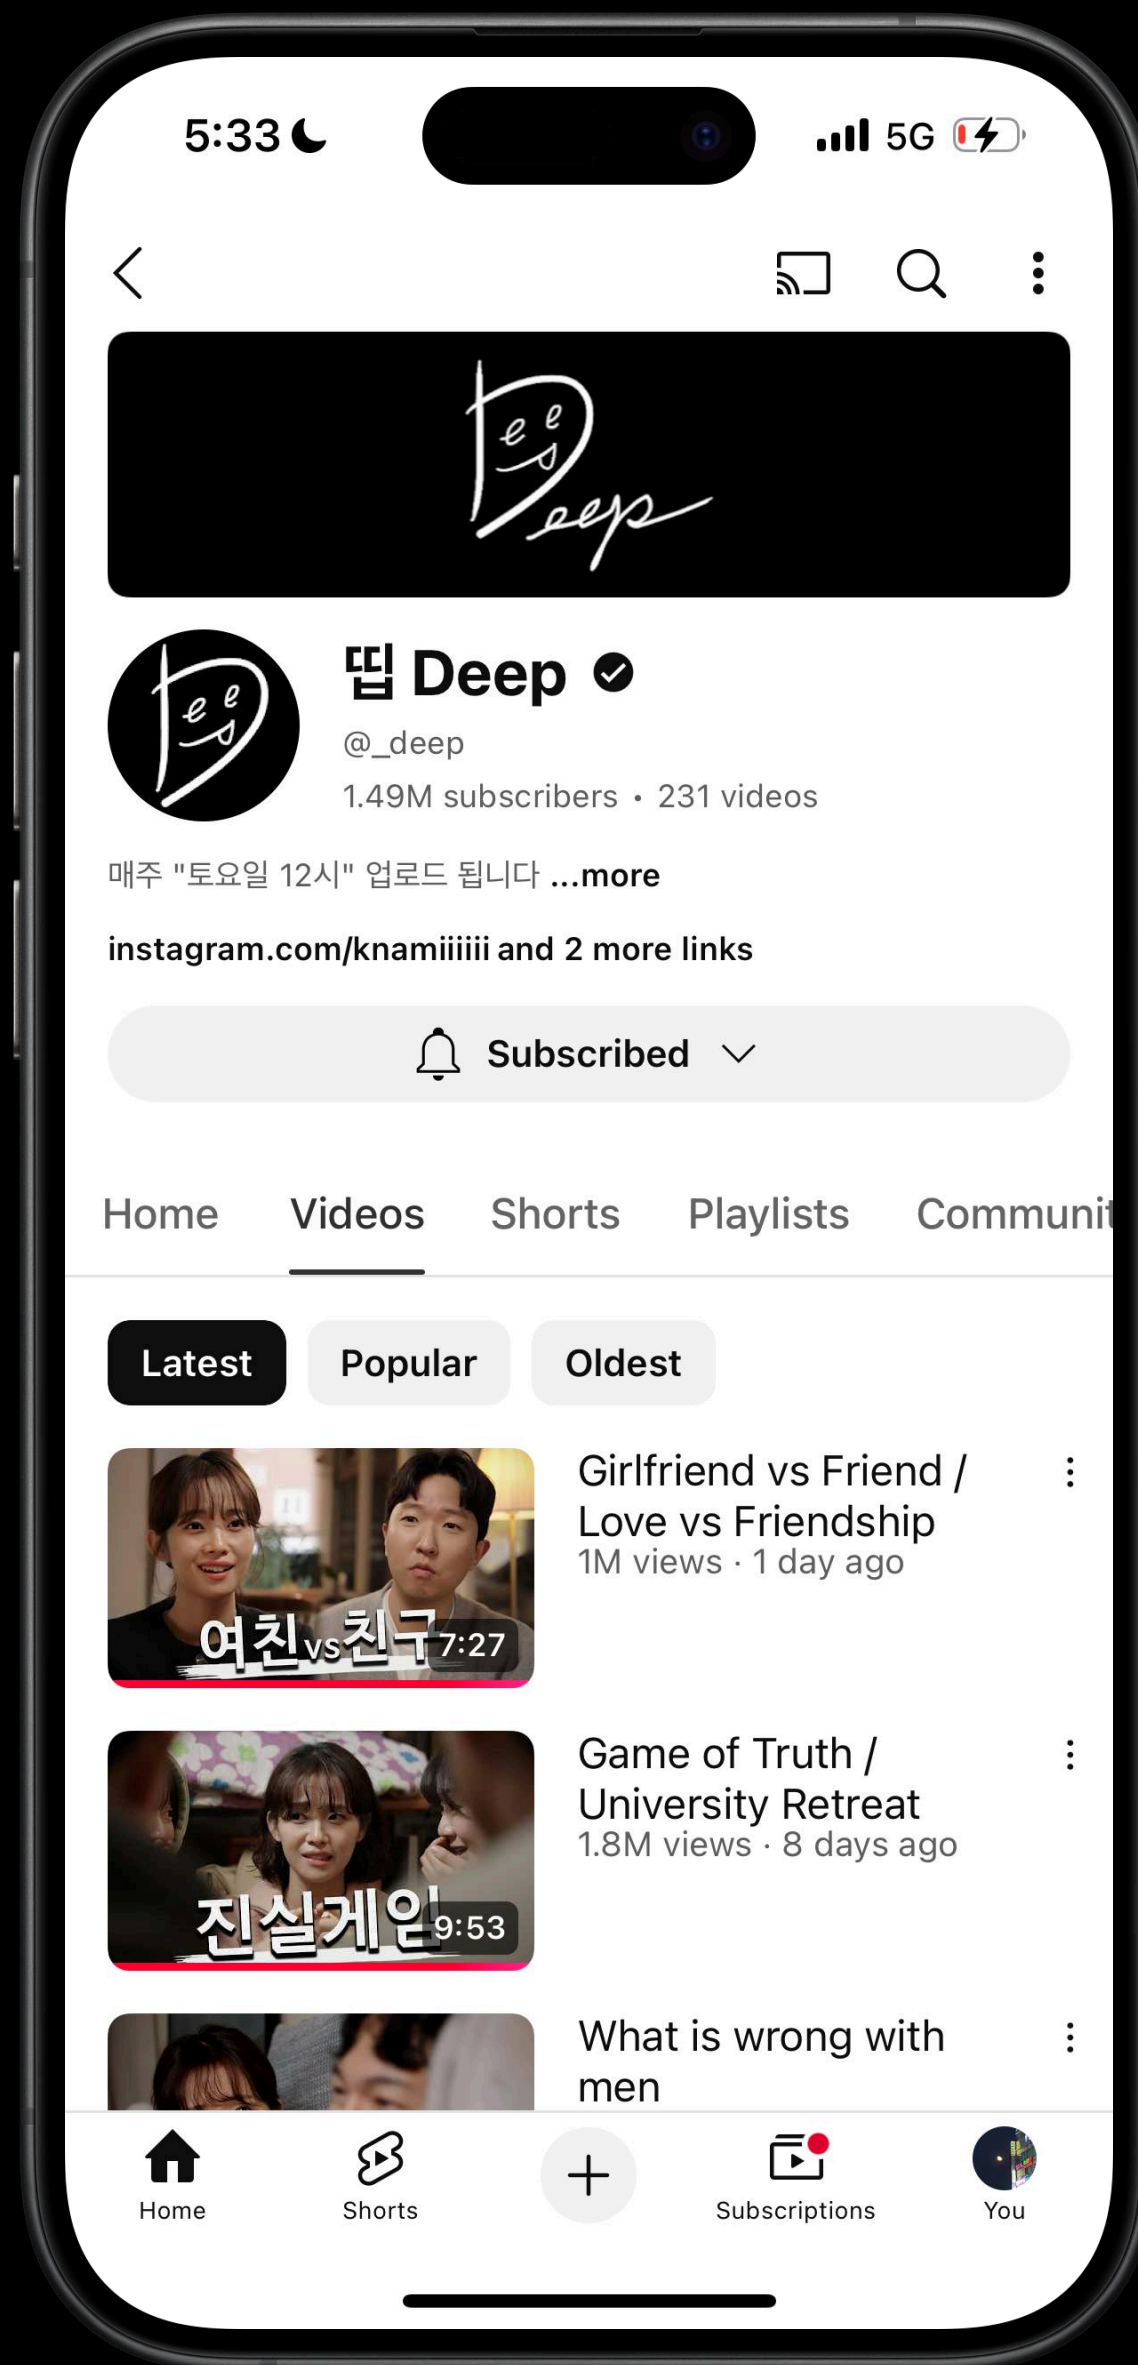 5:33
5G
Deep
Deep
띱 Deep
@_deep
1.49M subscribers • 231 videos
매주 "토요일 12시" 업로드 됩니다 ...more
instagram.com/knamiiiiii and 2 more links
Subscribed
Home Videos Shorts Playlists Communit
Latest Popular Oldest
여친vs친구
7:27
Girlfriend vs Friend /
Love vs Friendship
1M views · 1 day ago
진실게임
9:53
Game of Truth /
University Retreat
1.8M views · 8 days ago
What is wrong with
men
Home Shorts Subscriptions You